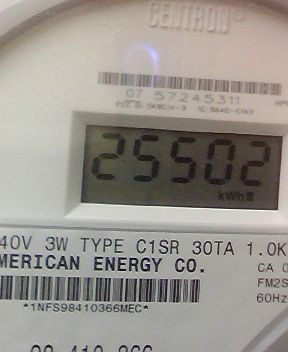 CENTRON®
07 57245311
25502
kWh
40V 3W TYPE C1SR 30TA 1.0K
MERICAN ENERGY CO.
CA 0
FM2S
60Hz
*1NFS98410366MEC*